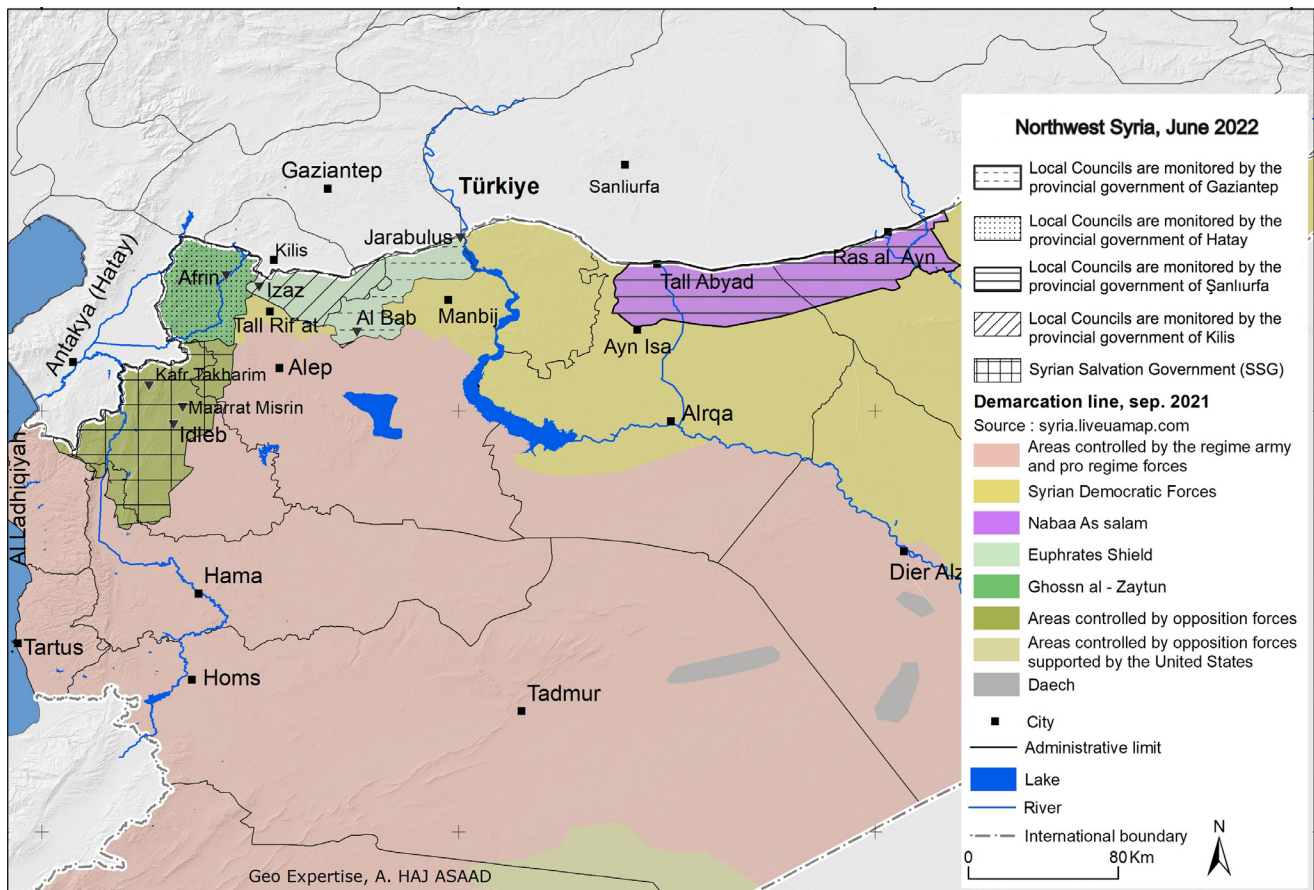 Gaziantep
Türkiye
Sanliurfa
Kilis
Jarabulus
Afrin
Izaz
Antakya (Hatay)
Tall Rif at
Al Bab
Manbij
Tall Abyad
Ras al Ayn
Ayn Isa
Alep
Kafr Takharim
Maarrat Misrin
Idleb
Alrqa
Al Ladhiqiyah
Dier Alz
Hama
Tartus
Homs
Tadmur
Geo Expertise, A. HAJ ASAAD
Northwest Syria, June 2022
Local Councils are monitored by the
provincial government of Gaziantep
Local Councils are monitored by the
provincial government of Hatay
Local Councils are monitored by the
provincial government of Şanlıurfa
Local Councils are monitored by the
provincial government of Kilis
Syrian Salvation Government (SSG)
Demarcation line, sep. 2021
Source : syria.liveuamap.com
Areas controlled by the regime army
and pro regime forces
Syrian Democratic Forces
Nabaa As salam
Euphrates Shield
Ghossn al - Zaytun
Areas controlled by opposition forces
Areas controlled by opposition forces
supported by the United States
Daech
City
Administrative limit
Lake
River
International boundary
N
0 80 Km